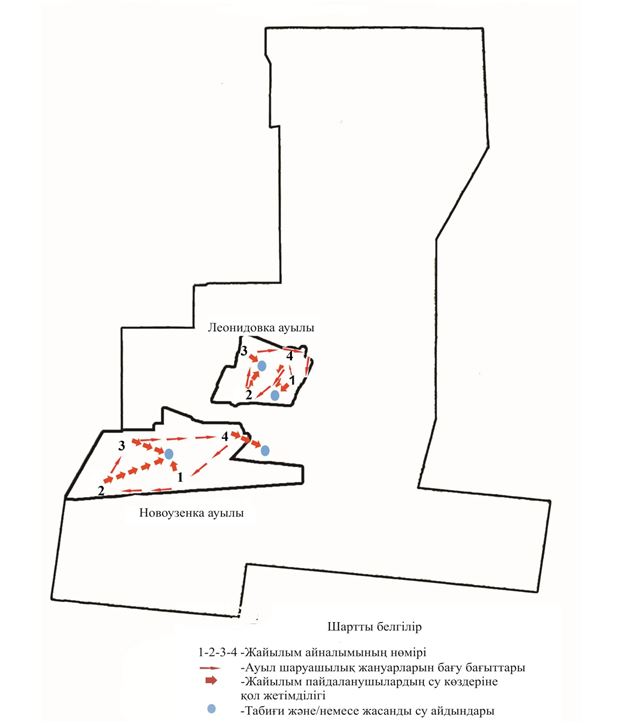 Леонидовка ауылы
3
4
2
1
3
4
2
1
Новоузенка ауылы
Шартты белгілір
1-2-3-4 -Жайылым айналымының нөмірі
-Ауыл шаруашылық жануарларын бағу бағыттары
-Жайылым пайдаланушылардың су көздеріне
қол жетімділігі
-Табиғи және/немесе жасанды су айдындары